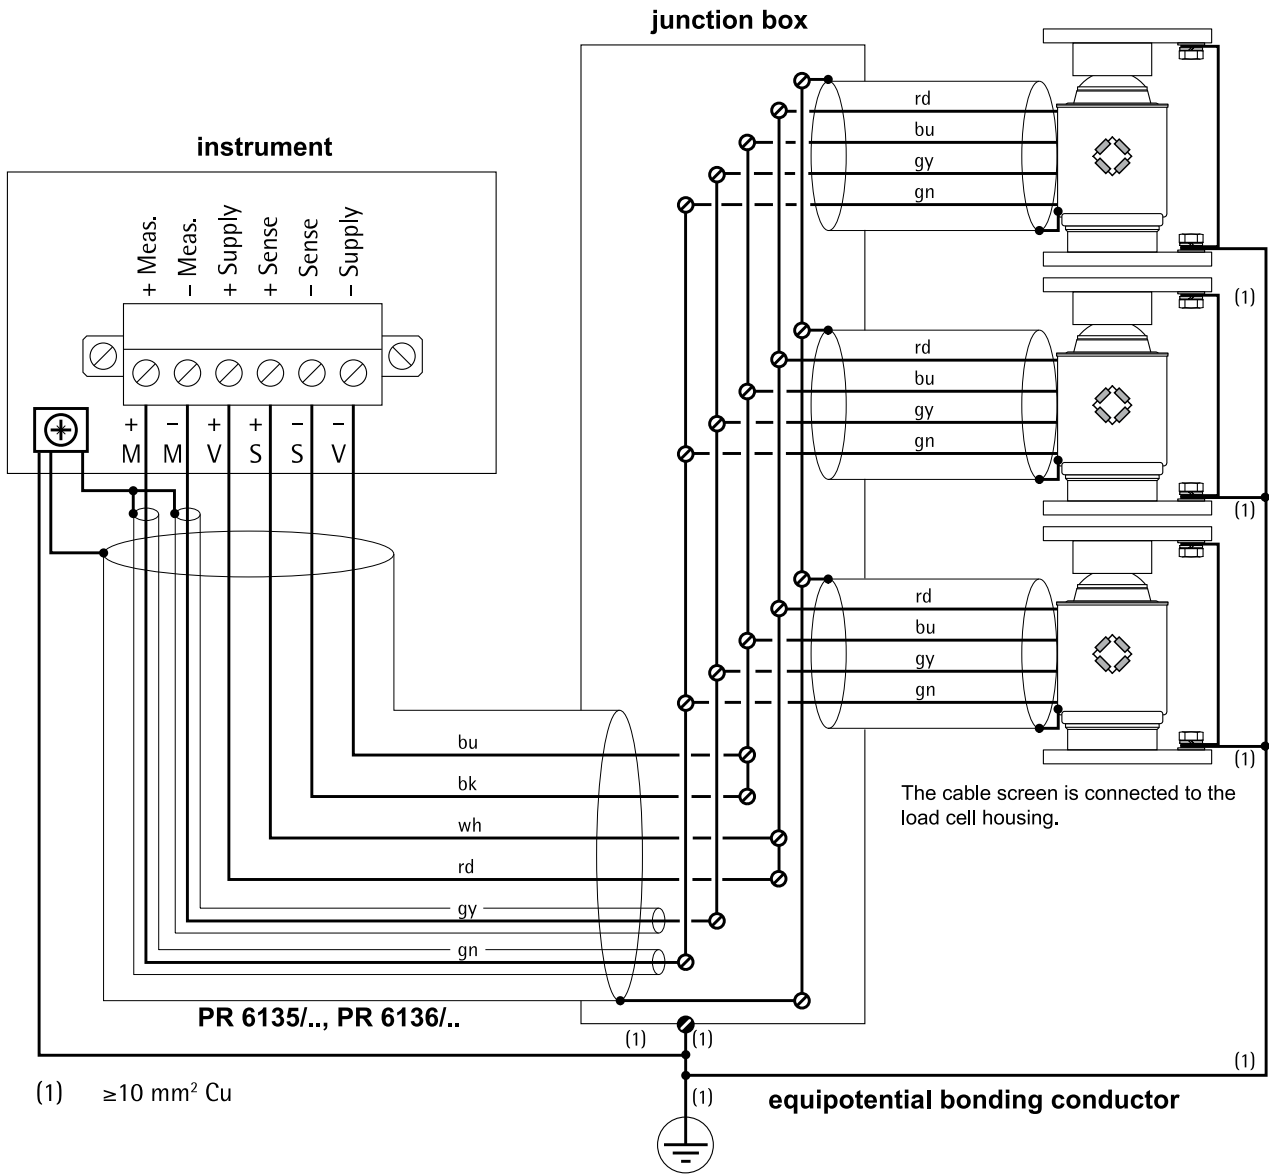 junction box
instrument
+ Meas.
– Meas.
+ Supply
+ Sense
– Sense
– Supply
+ – + + – –
M M V S S V
rd
bu
gy
gn
(1)
rd
bu
gy
gn
(1)
rd
bu
gy
gn
(1)
The cable screen is connected to the
load cell housing.
bu
bk
wh
rd
gy
gn
PR 6135/.., PR 6136/..
(1) (1)
(1)
(1) ≥10 mm² Cu
(1)
equipotential bonding conductor